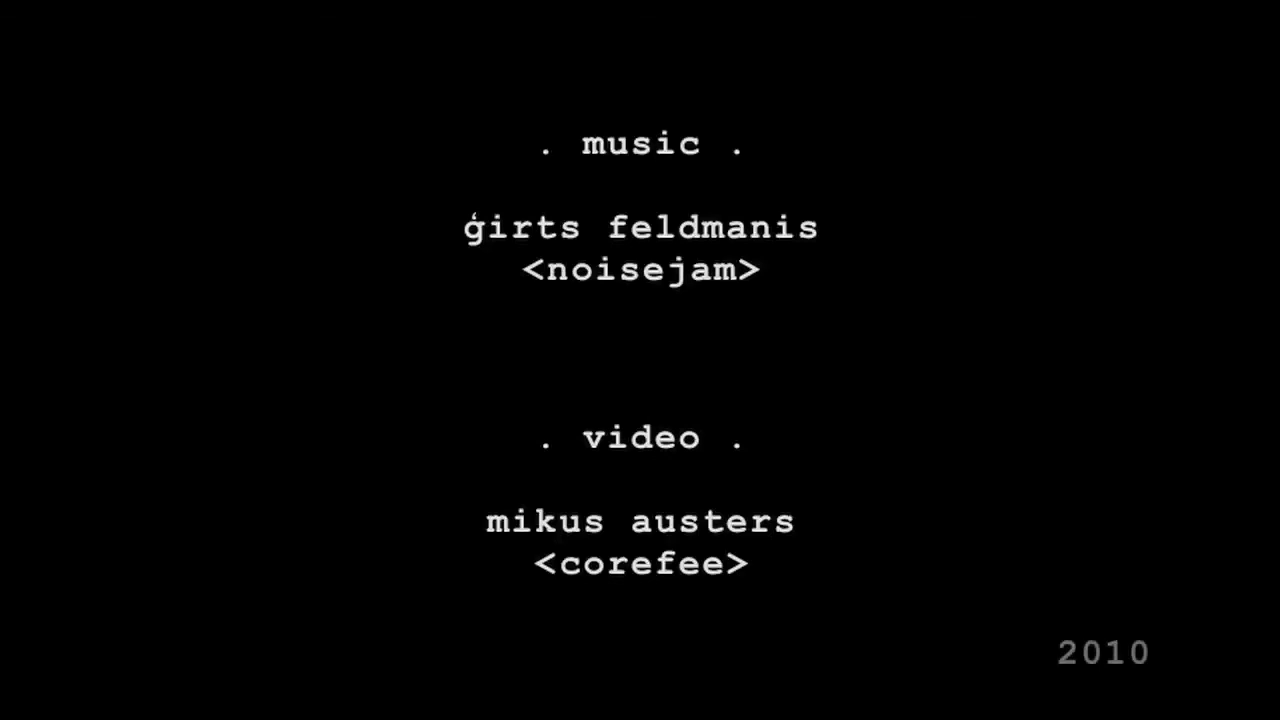 . music .
ģirts feldmanis
<noisejam>
. video .
mikus austers
<corefee>
2010